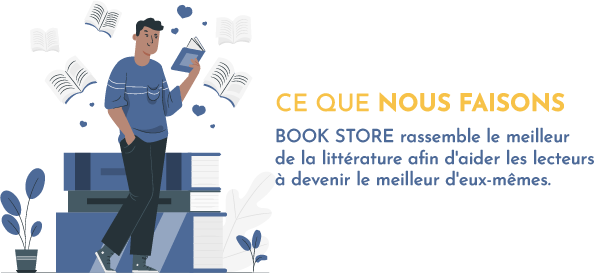 CE QUE NOUS FAISONS
BOOK STORE rassemble le meilleur
de la littérature afin d'aider les lecteurs
à devenir le meilleur d'eux-mêmes.